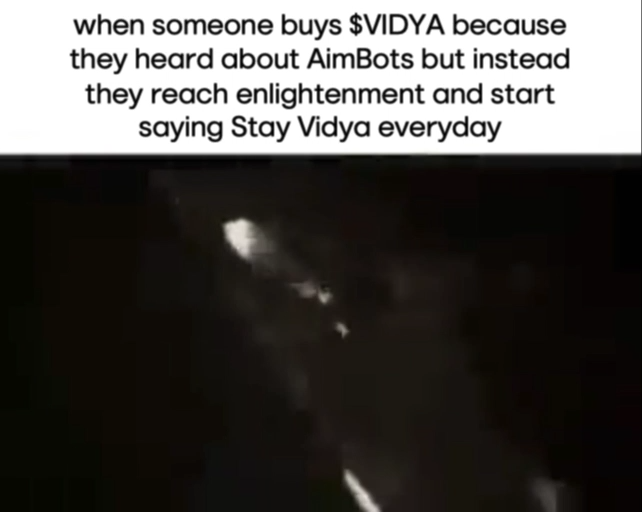 when someone buys $VIDYA because
they heard about AimBots but instead
they reach enlightenment and start
saying Stay Vidya everyday